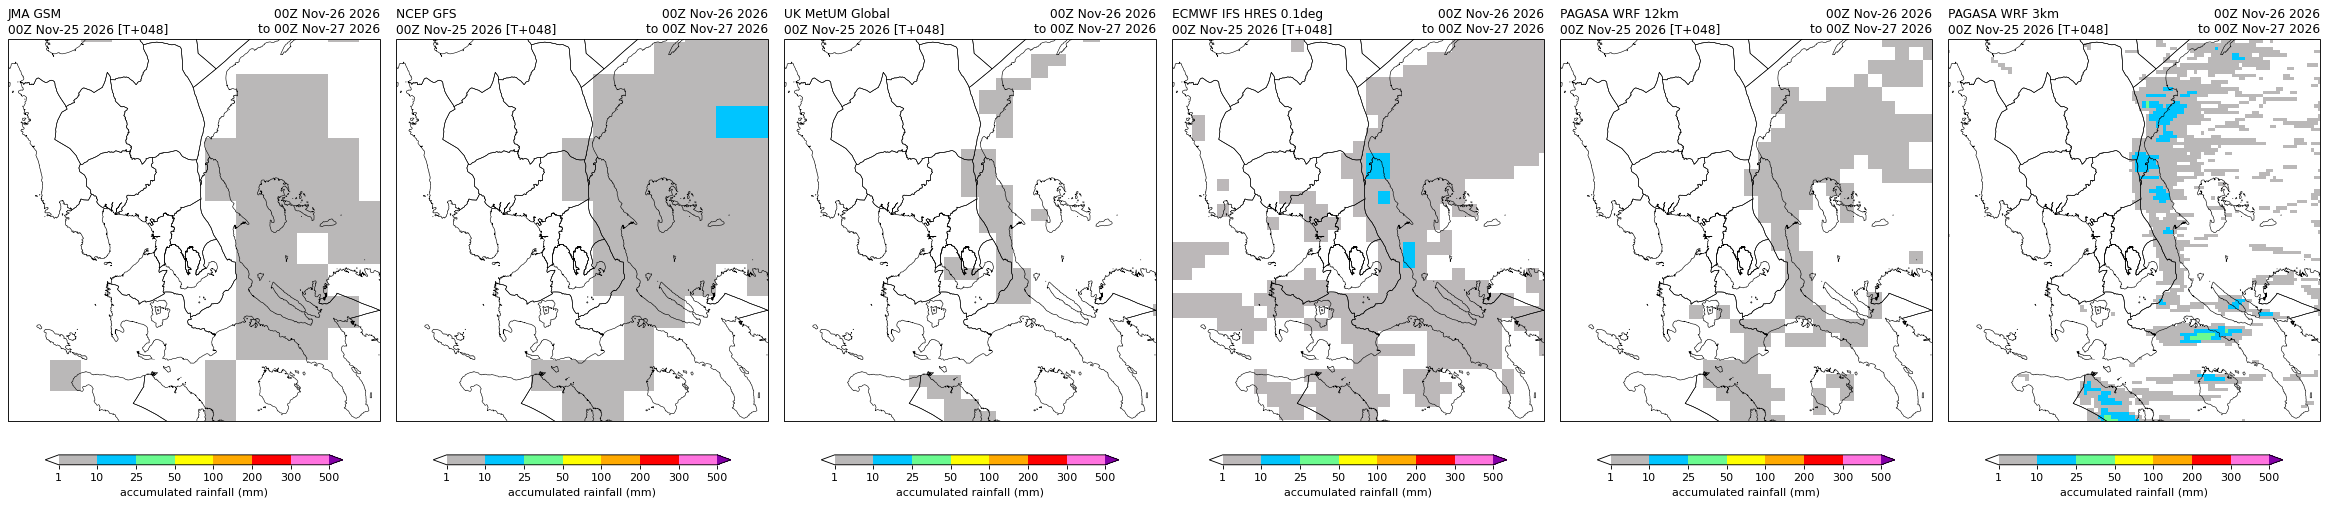 JMA GSM 00Z Nov-26 2026
00Z Nov-25 2026 [T+048] to 00Z Nov-27 2026
NCEP GFS 00Z Nov-26 2026
00Z Nov-25 2026 [T+048] to 00Z Nov-27 2026
UK MetUM Global 00Z Nov-26 2026
00Z Nov-25 2026 [T+048] to 00Z Nov-27 2026
ECMWF IFS HRES 0.1deg 00Z Nov-26 2026
00Z Nov-25 2026 [T+048] to 00Z Nov-27 2026
PAGASA WRF 12km 00Z Nov-26 2026
00Z Nov-25 2026 [T+048] to 00Z Nov-27 2026
PAGASA WRF 3km 00Z Nov-26 2026
00Z Nov-25 2026 [T+048] to 00Z Nov-27 2026
1 10 25 50 100 200 300 500
accumulated rainfall (mm)
1 10 25 50 100 200 300 500
accumulated rainfall (mm)
1 10 25 50 100 200 300 500
accumulated rainfall (mm)
1 10 25 50 100 200 300 500
accumulated rainfall (mm)
1 10 25 50 100 200 300 500
accumulated rainfall (mm)
1 10 25 50 100 200 300 500
accumulated rainfall (mm)